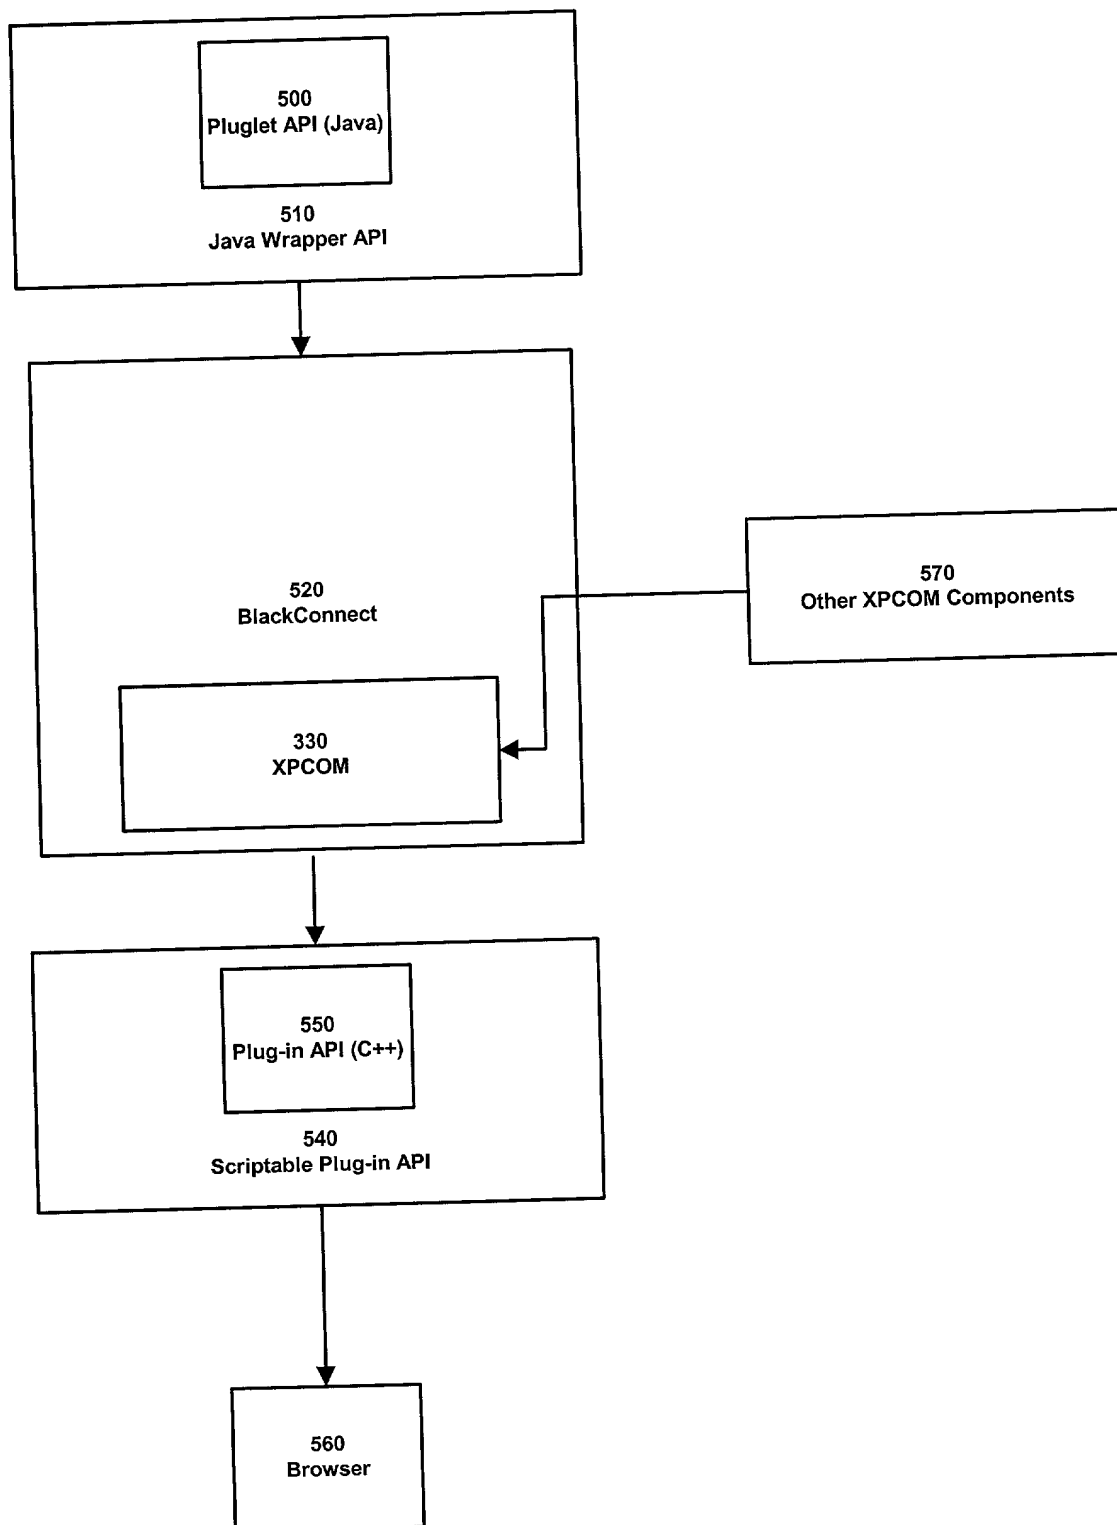 500
Pluglet API (Java)
510
Java Wrapper API
520
BlackConnect
570
Other XPCOM Components
330
XPCOM
550
Plug-in API (C++)
540
Scriptable Plug-in API
560
Browser